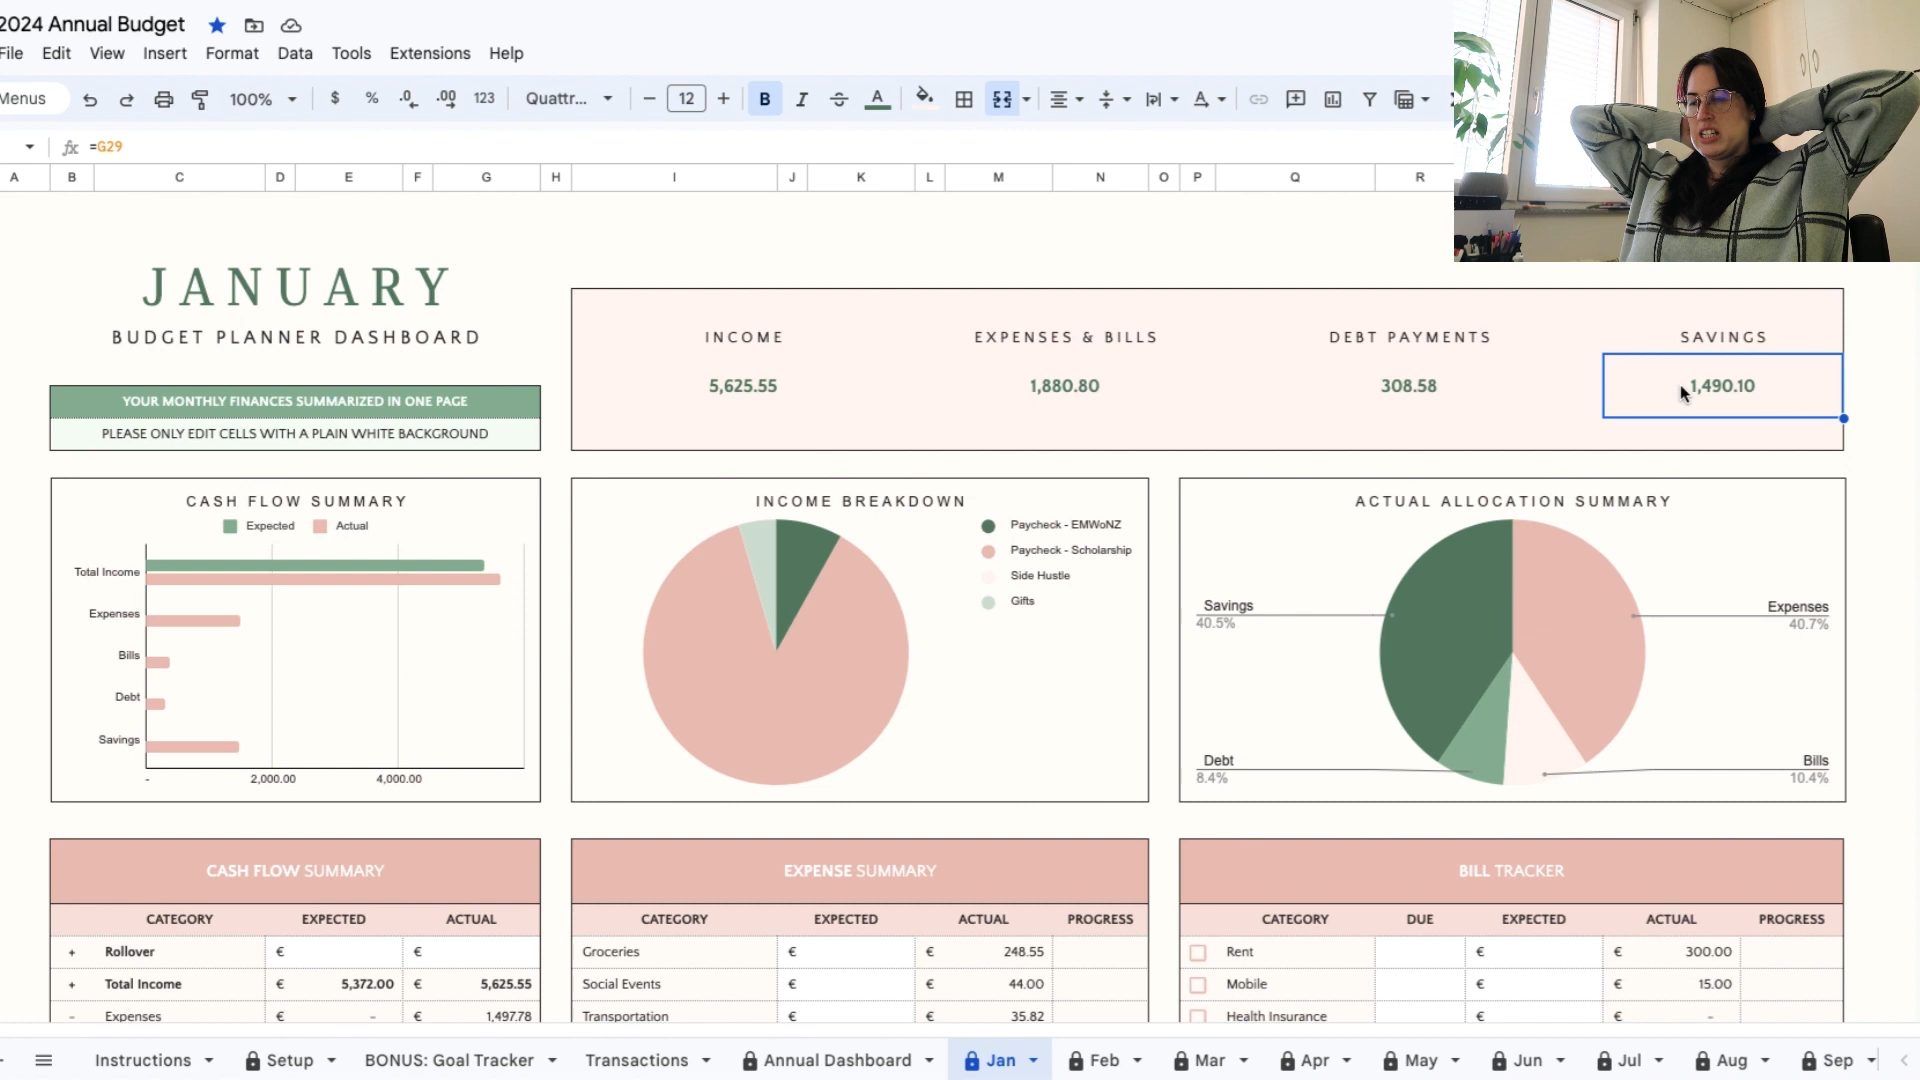 2024 Annual Budget
File Edit View Insert Format Data Tools Extensions Help
Menus 100% $ % .0 .00 123 Quattr... 12 B I A
=G29
A B C D E F G H I J K L M N O P Q R
JANUARY
BUDGET PLANNER DASHBOARD
YOUR MONTHLY FINANCES SUMMARIZED IN ONE PAGE
PLEASE ONLY EDIT CELLS WITH A PLAIN WHITE BACKGROUND
INCOME EXPENSES & BILLS DEBT PAYMENTS SAVINGS
5,625.55 1,880.80 308.58 1,490.10
CASH FLOW SUMMARY
Expected Actual
Total Income
Expenses
Bills
Debt
Savings
- 2,000.00 4,000.00
INCOME BREAKDOWN
Paycheck - EMWoNZ
Paycheck - Scholarship
Side Hustle
Gifts
ACTUAL ALLOCATION SUMMARY
Savings
40.5%
Expenses
40.7%
Debt
8.4%
Bills
10.4%
CASH FLOW SUMMARY
CATEGORY EXPECTED ACTUAL
+ Rollover € €
+ Total Income € 5,372.00 € 5,625.55
- Expenses € - € 1,497.78
EXPENSE SUMMARY
CATEGORY EXPECTED ACTUAL PROGRESS
Groceries € € 248.55
Social Events € € 44.00
Transportation € € 35.82
BILL TRACKER
CATEGORY DUE EXPECTED ACTUAL PROGRESS
Rent € € 300.00
Mobile € € 15.00
Health Insurance € € -
Instructions Setup BONUS: Goal Tracker Transactions Annual Dashboard Jan Feb Mar Apr May Jun Jul Aug Sep